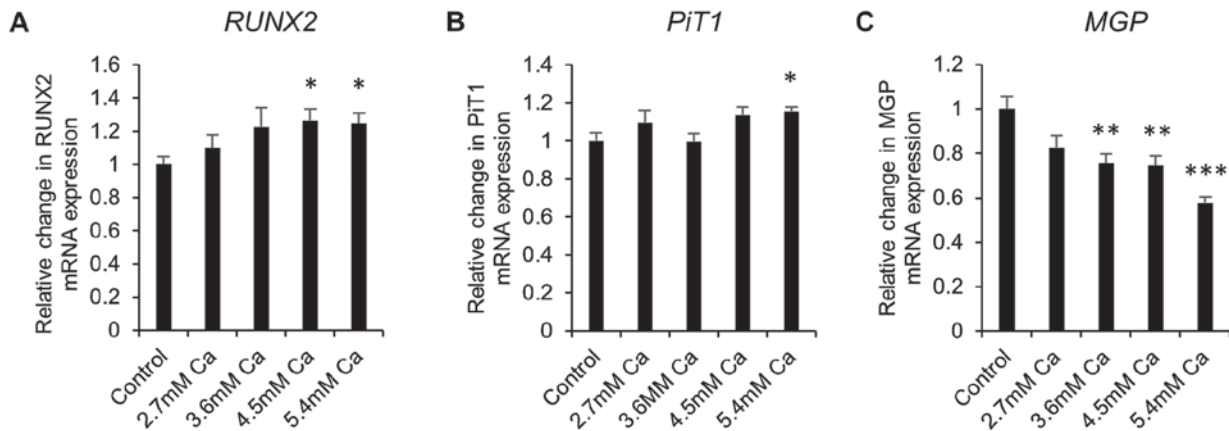 A
RUNX2
Relative change in RUNX2
mRNA expression
1.6
1.4
1.2
1
0.8
0.6
0.4
0.2
0
*
*
Control
2.7mM Ca
3.6mM Ca
4.5mM Ca
5.4mM Ca
B
PiT1
Relative change in PiT1
mRNA expression
1.4
1.2
1
0.8
0.6
0.4
0.2
0
*
Control
2.7mM Ca
3.6MM Ca
4.5mM Ca
5.4mM Ca
C
MGP
Relative change in MGP
mRNA expression
1.2
1
0.8
0.6
0.4
0.2
0
**
**
***
Control
2.7mM Ca
3.6mM Ca
4.5mM Ca
5.4mM Ca